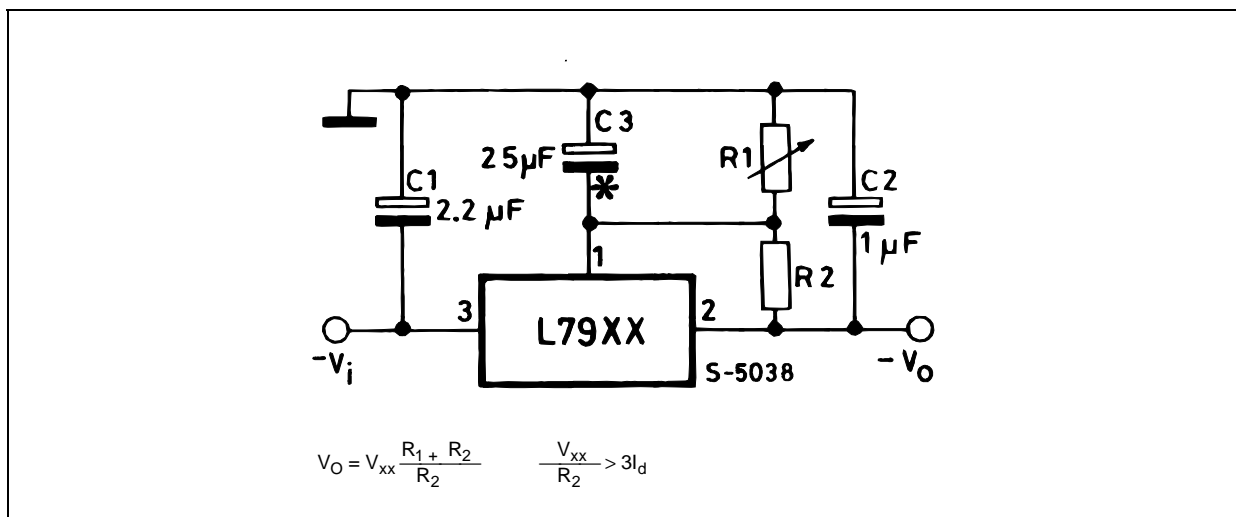 C3
25μF
*
R1
C1
2.2 μF
C2
1 μF
1
R2
3
L79XX
2
-Vi
S-5038
-Vo
VO = Vxx (R1 + R2) / R2    Vxx / R2 > 3Id